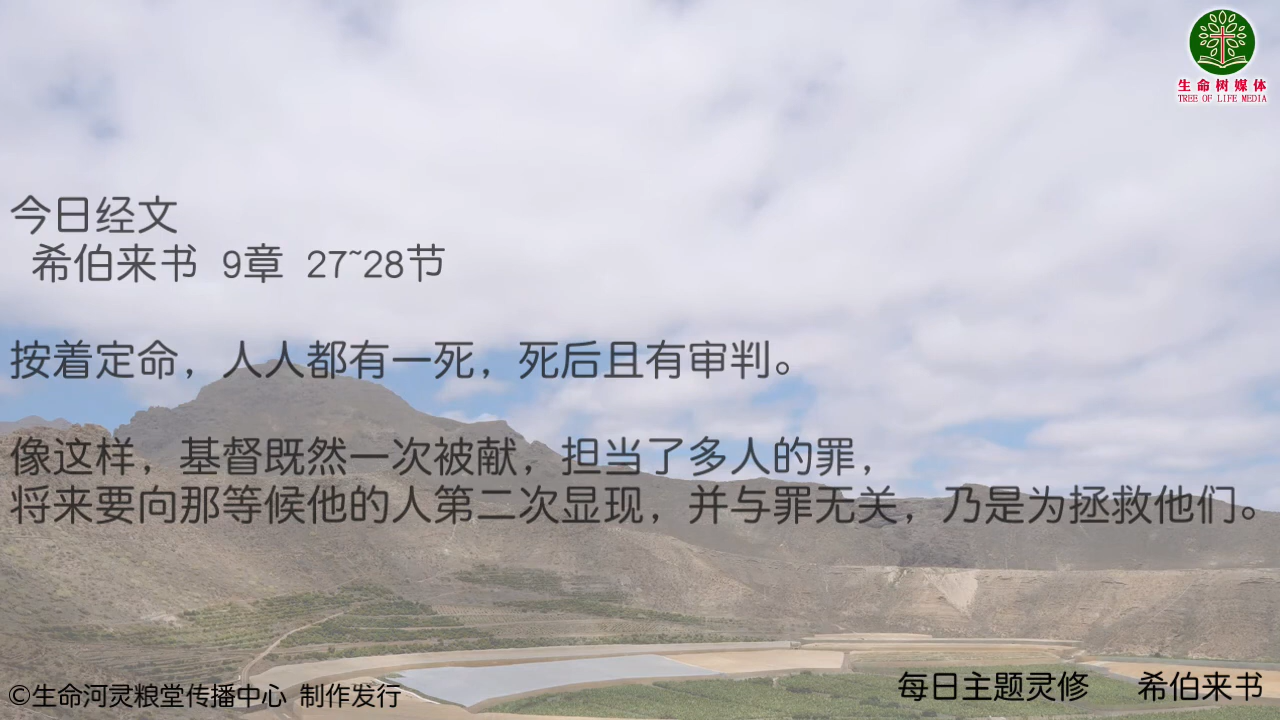 生命树媒体
TREE OF LIFE MEDIA
今日经文
希伯来书 9章 27~28节
按着定命，人人都有一死，死后且有审判。
像这样，基督既然一次被献，担当了多人的罪，
将来要向那等候他的人第二次显现，并与罪无关，乃是为拯救他们。
©生命河灵粮堂传播中心 制作发行
每日主题灵修 希伯来书